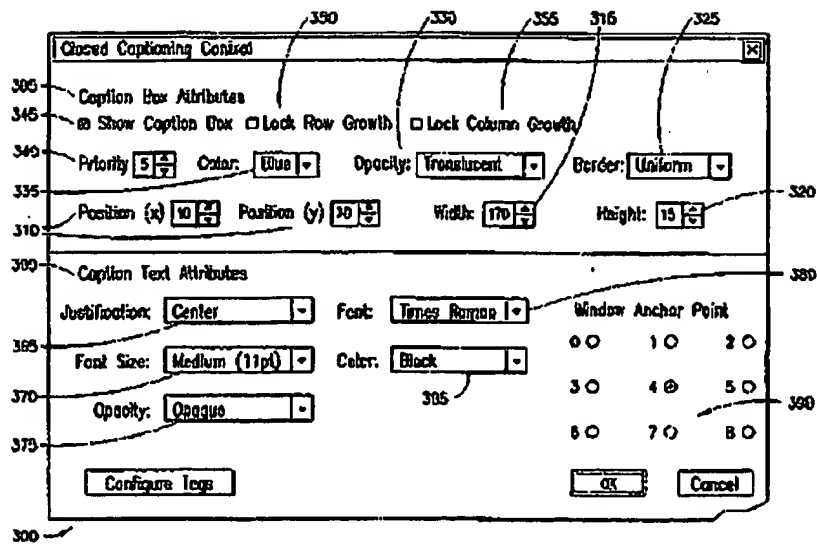 350 330 355 316 325
Closed Captioning Control
305 Caption Box Attributes
345 Show Caption Box Lock Row Growth Lock Column Growth
340 Priority 5 Color: Blue Opacity: Translucent Border: Uniform
335
310 Position (x) 10 Position (y) 30 Width: 170 Height: 15 320
Caption Text Attributes
380
Justification: Center Font: Times Roman Window Anchor Point
0 1 2
365
Font Size: Medium (11pt) Color: Black
370 3 4 5
390
Opacity: Opaque
375 6 7 8
Configure Tags OK Cancel
300